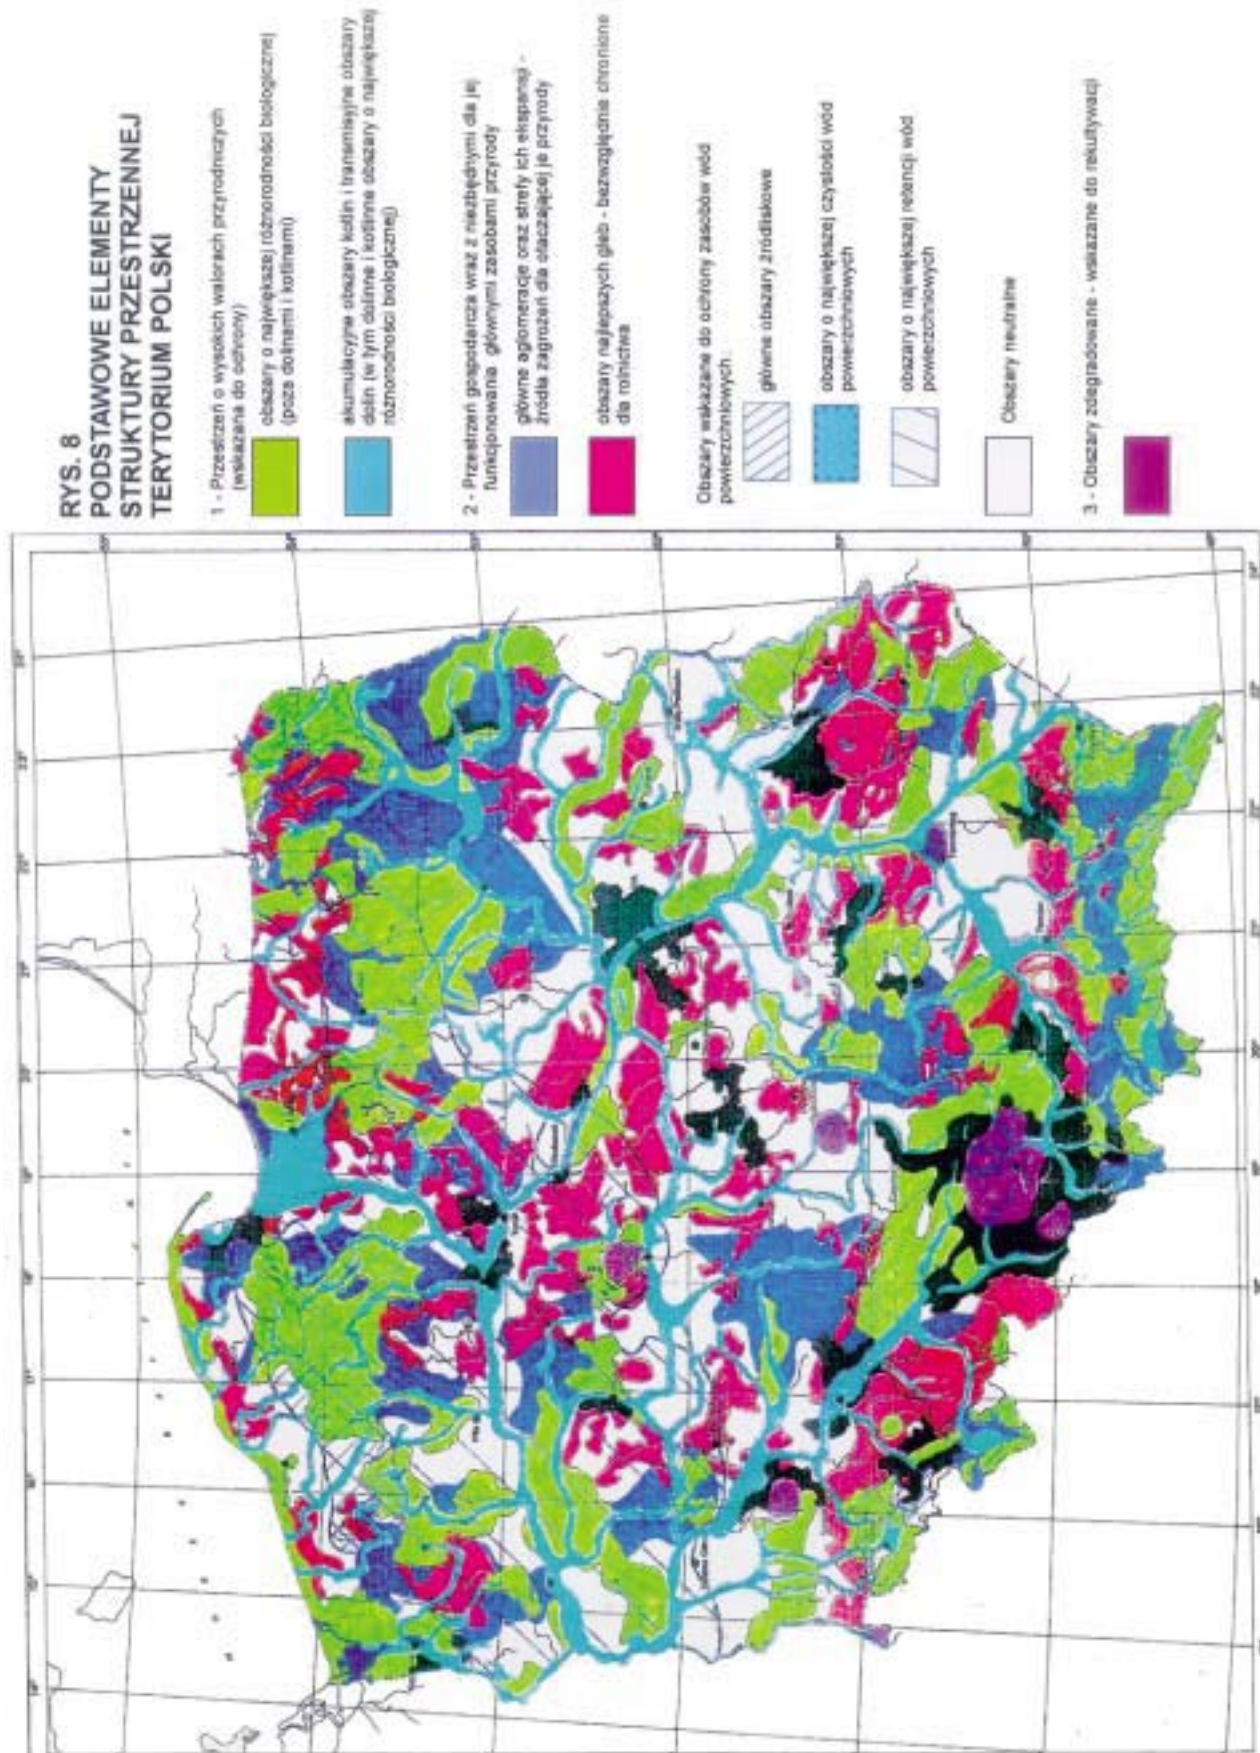 RYS. 8
PODSTAWOWE ELEMENTY
STRUKTURY PRZESTRZENNEJ
TERYTORIUM POLSKI
1 - Przestrzeń o wysokich walorach przyrodniczych
(wskazana do ochrony)
obszary o największej różnorodności biologicznej
(poza dolinami i kotlinami)
akumulacyjne obszary kotlin i transmisyjne obszary
dolin (w tym dolinne i kotlinne obszary o największej
różnorodności biologicznej)
2 - Przestrzeń gospodarcza wraz z niezbędnymi dla jej
funkcjonowania głównymi zasobami przyrody
główne aglomeracje oraz strefy ich ekspansji -
źródła zagrożeń dla otaczającej je przyrody
obszary najlepszych gleb - bezwzględnie chronione
dla rolnictwa
Obszary wskazane do ochrony zasobów wód
powierzchniowych
główne obszary źródliskowe
obszary o największej czystości wód
powierzchniowych
obszary o największej retencji wód
powierzchniowych
Obszary neutralne
3 - Obszary zdegradowane - wskazane do rekultywacji